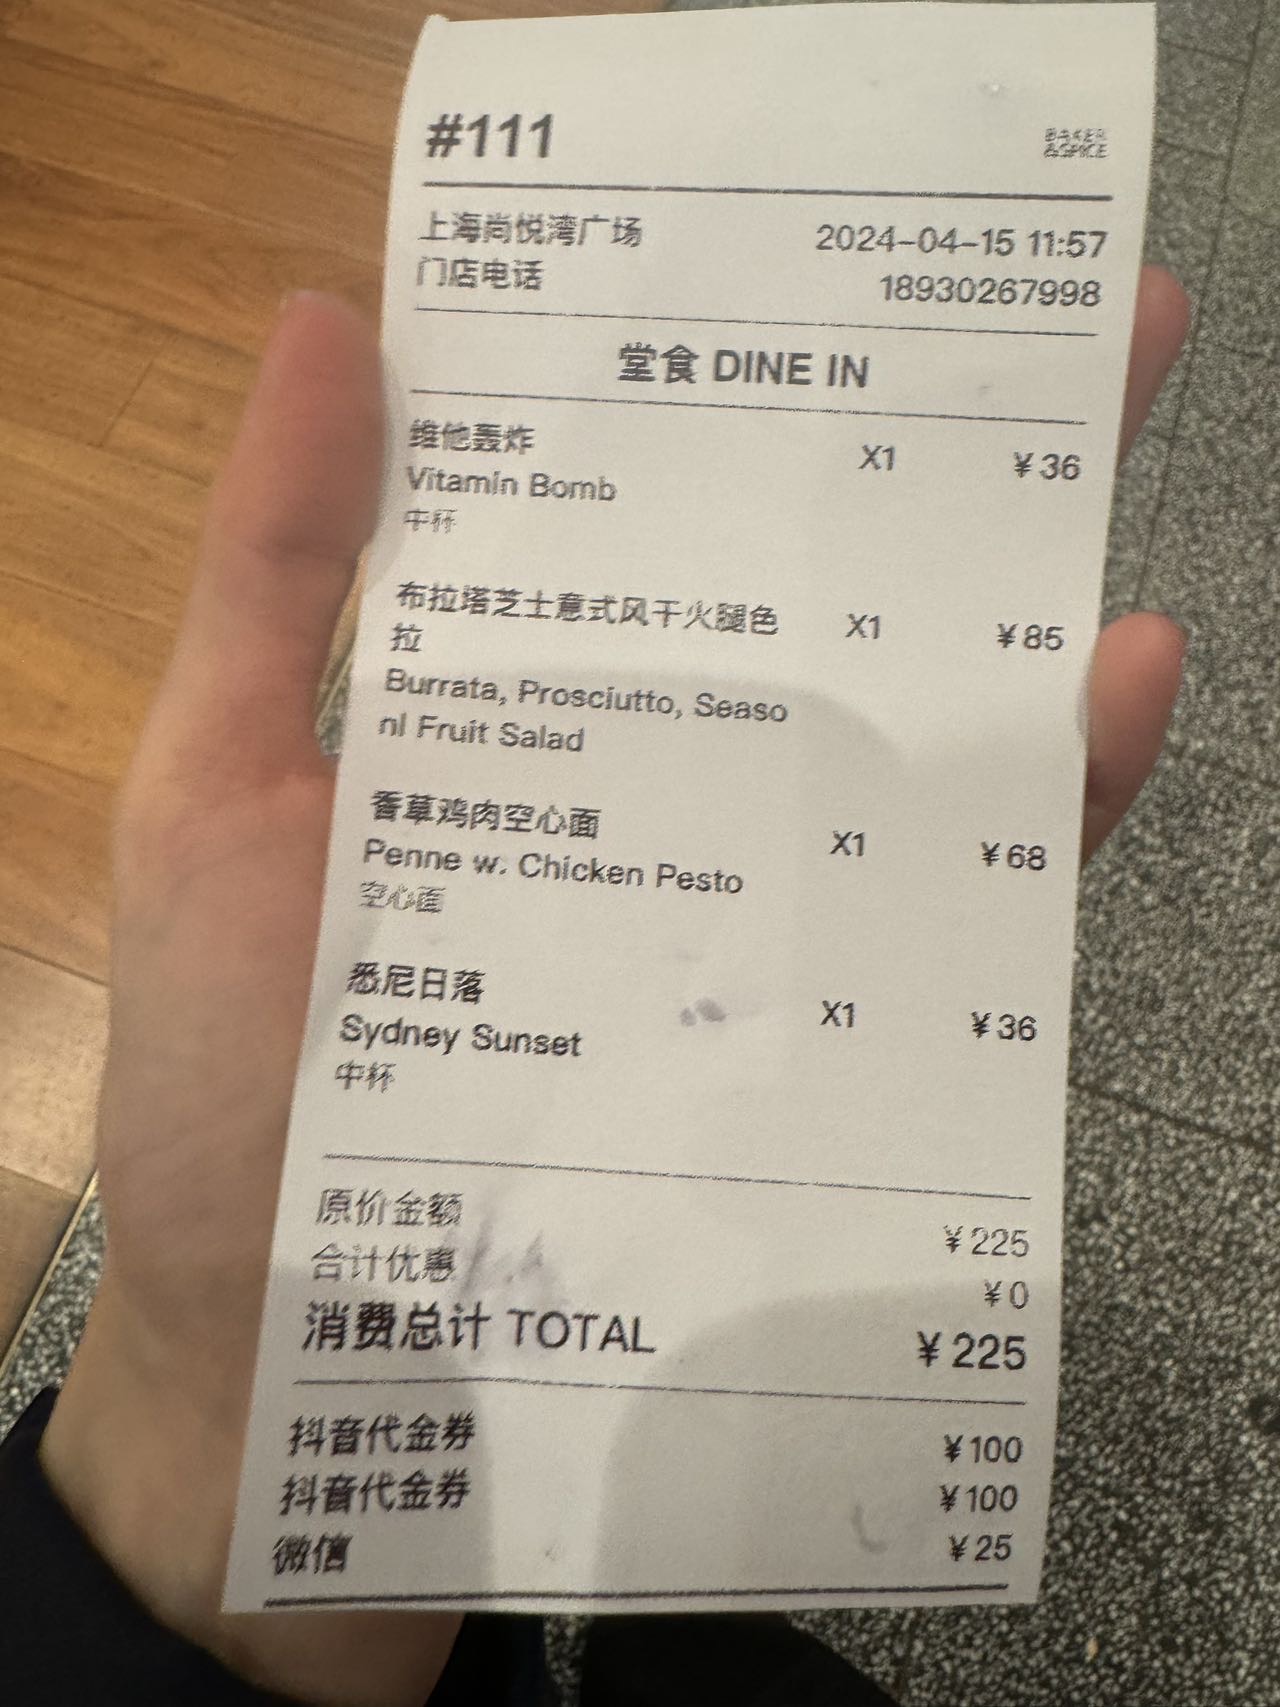 #111
BAKER
&SPICE
上海尚悦湾广场 2024-04-15 11:57
门店电话 18930267998
堂食 DINE IN
维他轰炸 X1 ¥36
Vitamin Bomb
中杯
布拉塔芝士意式风干火腿色 X1 ¥85
拉
Burrata, Prosciutto, Seaso
nl Fruit Salad
香草鸡肉空心面 X1 ¥68
Penne w. Chicken Pesto
空心面
悉尼日落 X1 ¥36
Sydney Sunset
中杯
原价金额 ¥225
合计优惠 ¥0
消费总计 TOTAL ¥225
抖音代金券 ¥100
抖音代金券 ¥100
微信 ¥25